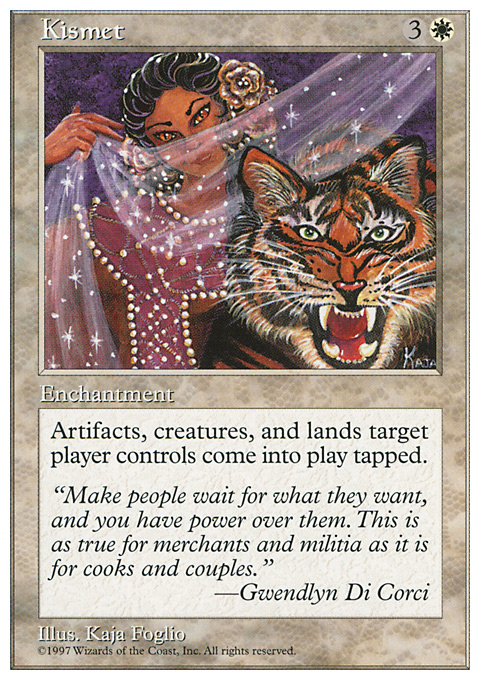 Kismet 3
KAJA
Enchantment
Artifacts, creatures, and lands target
player controls come into play tapped.
“Make people wait for what they want,
and you have power over them. This is
as true for merchants and militia as it is
for cooks and couples.”
—Gwendlyn Di Corci
Illus. Kaja Foglio
©1997 Wizards of the Coast, Inc. All rights reserved.